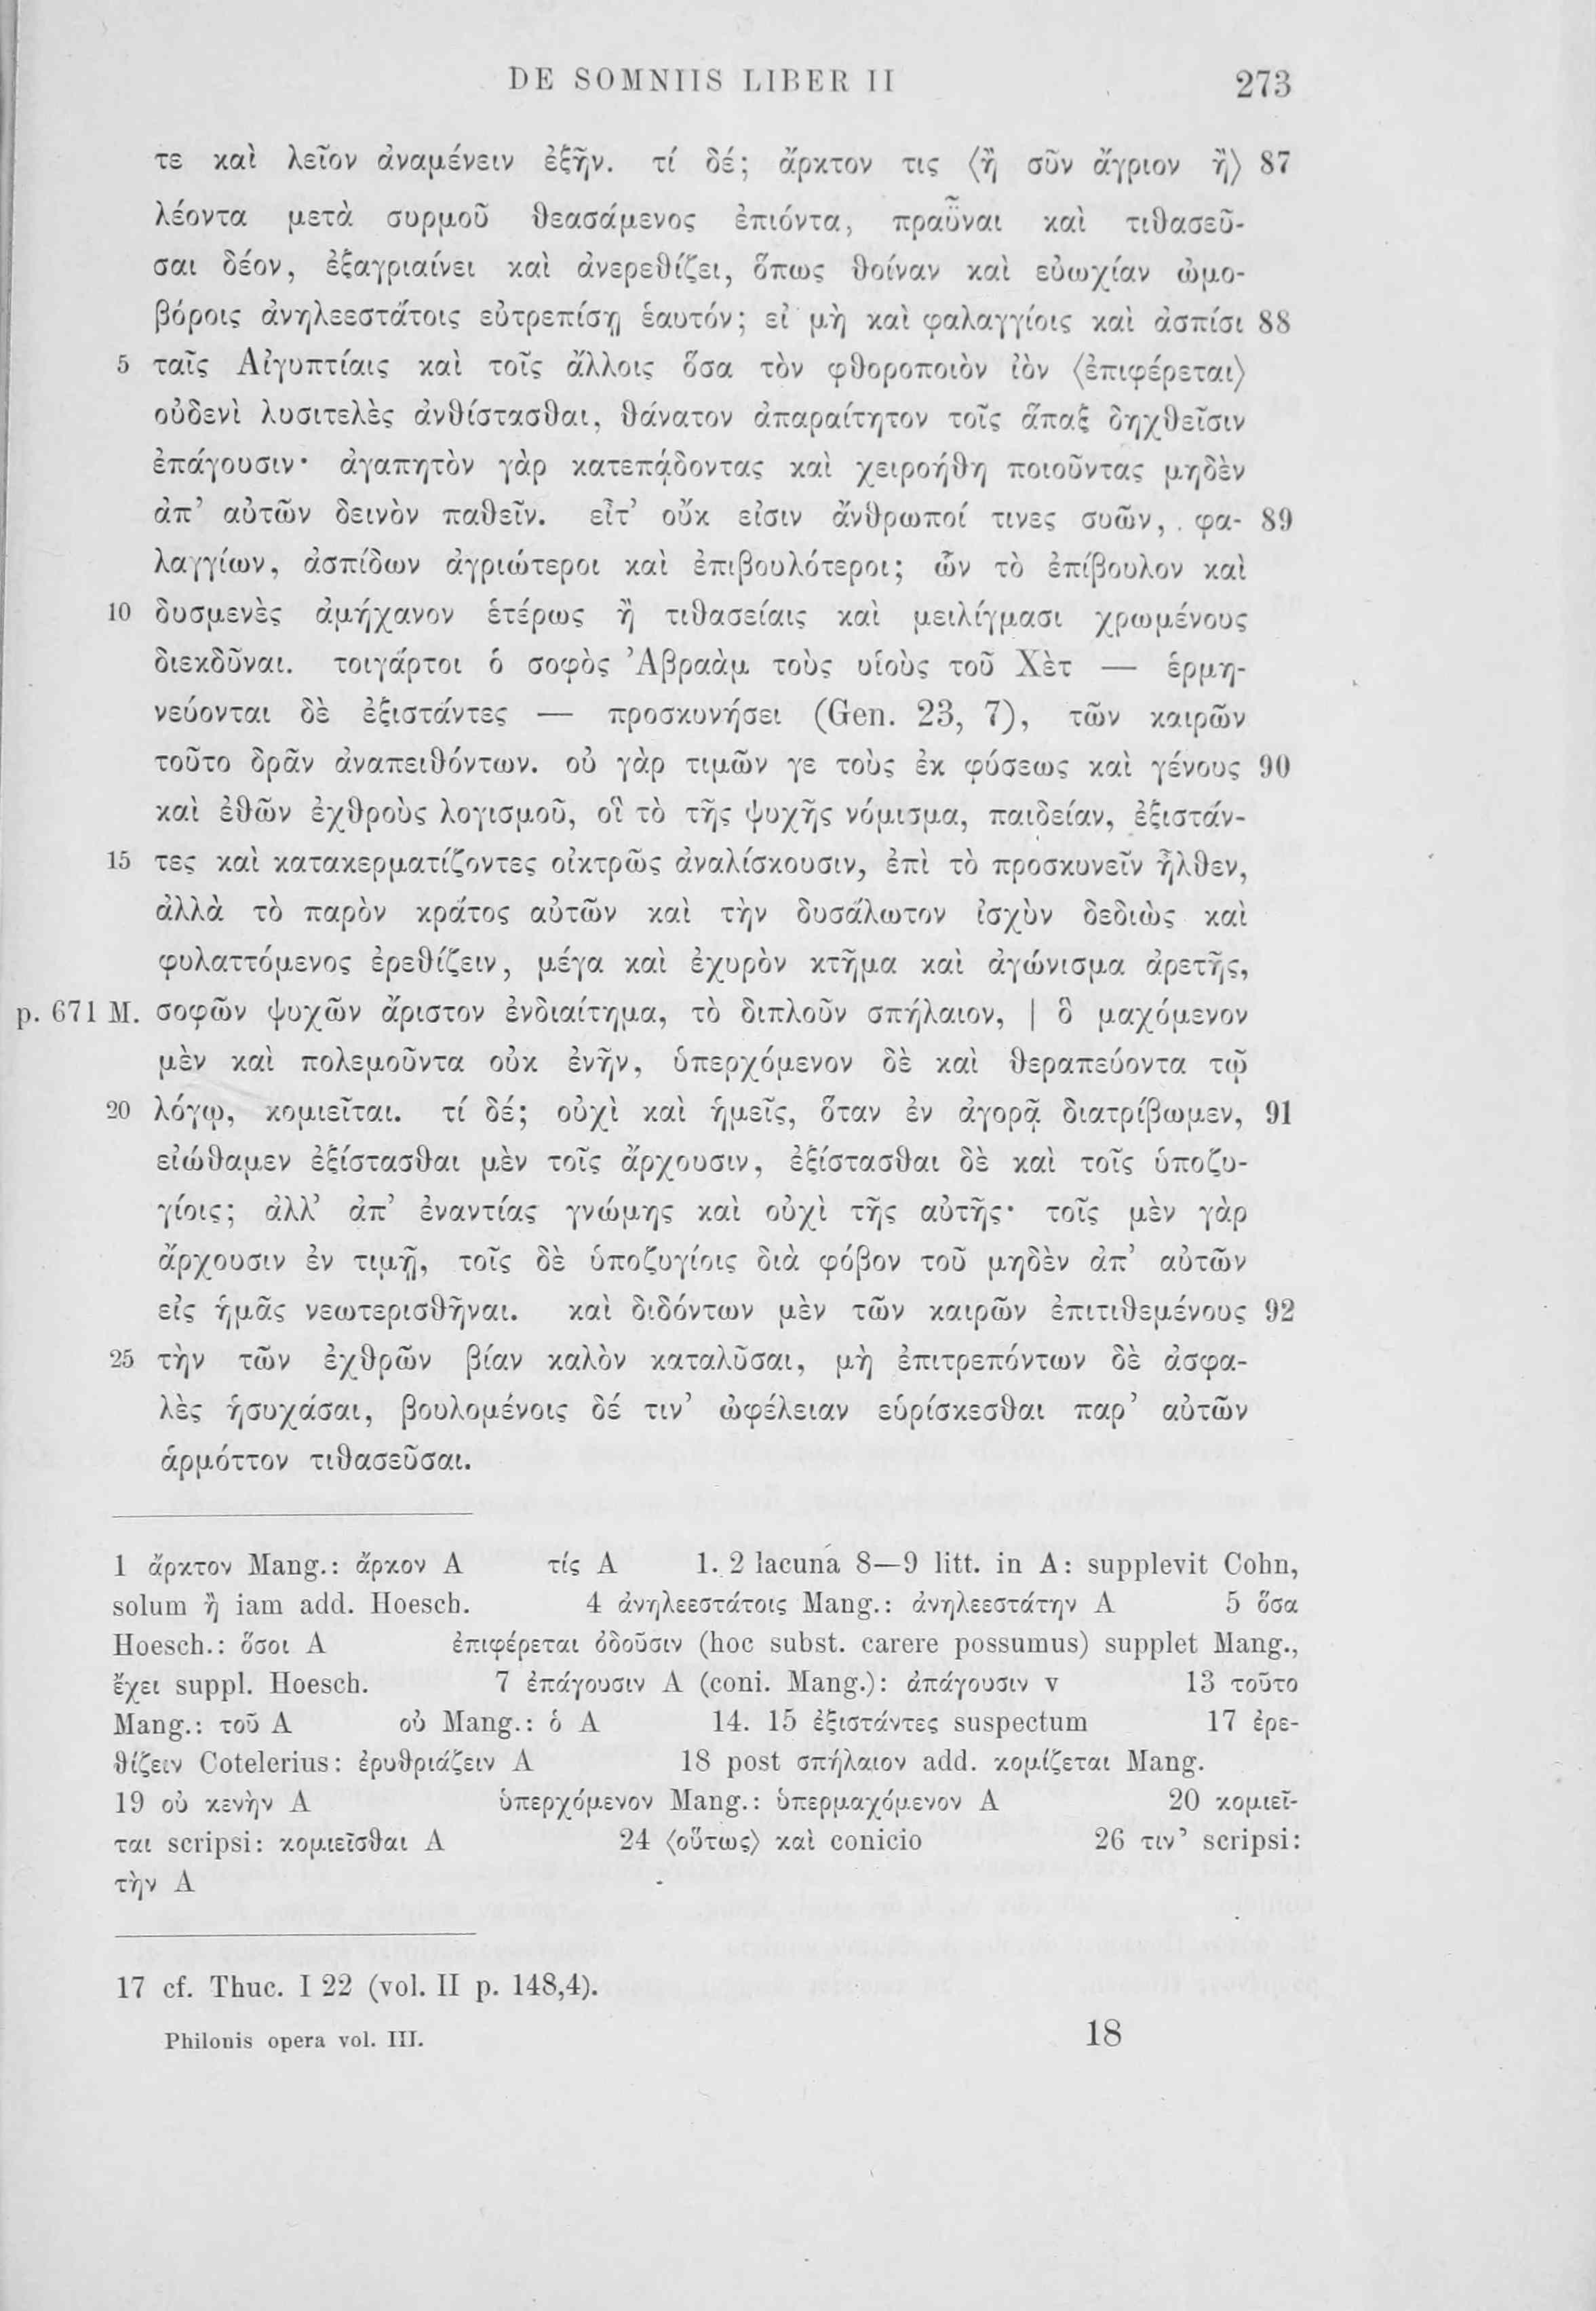 DE SOMNIIS LIBER II 273
τε καὶ λεῖον ἀναμένειν ἐξῆν. τί δέ; ἄρκτον τις ⟨ἢ σῦν ἄγριον ἢ⟩ 87
λέοντα μετὰ συρμοῦ θεασάμενος ἐπιόντα, πραῧναι καὶ τιθασεῦ-
σαι δέον, ἐξαγριαίνει καὶ ἀνερεθίζει, ὅπως θοίναν καὶ εὐωχίαν ὠμο-
βόροις ἀνηλεεστάτοις εὐτρεπίσῃ ἑαυτόν; εἰ μὴ καὶ φαλαγγίοις καὶ ἀσπίσι 88
5 ταῖς Αἰγυπτίαις καὶ τοῖς ἄλλοις ὅσα τὸν φθοροποιὸν ἰὸν ⟨ἐπιφέρεται⟩
οὐδενὶ λυσιτελὲς ἀνθίστασθαι, θάνατον ἀπαραίτητον τοῖς ἅπαξ δηχθεῖσιν
ἐπάγουσιν· ἀγαπητὸν γὰρ κατεπᾴδοντας καὶ χειροήθη ποιοῦντας μηδὲν
ἀπ’ αὐτῶν δεινὸν παθεῖν. εἶτ’ οὔκ εἰσιν ἄνθρωποί τινες συῶν, φα- 89
λαγγίων, ἀσπίδων ἀγριώτεροι καὶ ἐπιβουλότεροι; ὧν τὸ ἐπίβουλον καὶ
10 δυσμενὲς ἀμήχανον ἑτέρως ἢ τιθασείαις καὶ μειλίγμασι χρωμένους
διεκδῦναι. τοιγάρτοι ὁ σοφὸς Ἀβραὰμ τοὺς υἱοὺς τοῦ Χὲτ — ἑρμη-
νεύονται δὲ ἐξιστάντες — προσκυνήσει (Gen. 23, 7), τῶν καιρῶν
τοῦτο δρᾶν ἀναπειθόντων. οὐ γὰρ τιμῶν γε τοὺς ἐκ φύσεως καὶ γένους 90
καὶ ἐθῶν ἐχθροὺς λογισμοῦ, οἳ τὸ τῆς ψυχῆς νόμισμα, παιδείαν, ἐξιστάν-
15 τες καὶ κατακερματίζοντες οἰκτρῶς ἀναλίσκουσιν, ἐπὶ τὸ προσκυνεῖν ἦλθεν,
ἀλλὰ τὸ παρὸν κράτος αὐτῶν καὶ τὴν δυσάλωτον ἰσχὺν δεδιὼς καὶ
φυλαττόμενος ἐρεθίζειν, μέγα καὶ ἐχυρὸν κτῆμα καὶ ἀγώνισμα ἀρετῆς,
p. 671 M. σοφῶν ψυχῶν ἄριστον ἐνδιαίτημα, τὸ διπλοῦν σπήλαιον, | ὃ μαχόμενον
μὲν καὶ πολεμοῦντα οὐκ ἐνῆν, ὑπερχόμενον δὲ καὶ θεραπεύοντα τῷ
20 λόγῳ, κομιεῖται. τί δέ; οὐχὶ καὶ ἡμεῖς, ὅταν ἐν ἀγορᾷ διατρίβωμεν, 91
εἰώθαμεν ἐξίστασθαι μὲν τοῖς ἄρχουσιν, ἐξίστασθαι δὲ καὶ τοῖς ὑποζυ-
γίοις; ἀλλ’ ἀπ’ ἐναντίας γνώμης καὶ οὐχὶ τῆς αὐτῆς· τοῖς μὲν γὰρ
ἄρχουσιν ἐν τιμῇ, τοῖς δὲ ὑποζυγίοις διὰ φόβον τοῦ μηδὲν ἀπ’ αὐτῶν
εἰς ἡμᾶς νεωτερισθῆναι. καὶ διδόντων μὲν τῶν καιρῶν ἐπιτιθεμένους 92
25 τὴν τῶν ἐχθρῶν βίαν καλὸν καταλῦσαι, μὴ ἐπιτρεπόντων δὲ ἀσφα-
λὲς ἡσυχάσαι, βουλομένοις δέ τιν’ ὠφέλειαν εὑρίσκεσθαι παρ’ αὐτῶν
ἁρμόττον τιθασεῦσαι.
1 ἄρκτον Mang.: ἄρκον A τίς A 1. 2 lacuna 8—9 litt. in A: supplevit Cohn,
solum ἢ iam add. Hoesch. 4 ἀνηλεεστάτοις Mang.: ἀνηλεεστάτην A 5 ὅσα
Hoesch.: ὅσοι A ἐπιφέρεται ὀδοῦσιν (hoc subst. carere possumus) supplet Mang.,
ἔχει suppl. Hoesch. 7 ἐπάγουσιν A (coni. Mang.): ἀπάγουσιν v 13 τοῦτο
Mang.: τοῦ A οὐ Mang.: ὁ A 14. 15 ἐξιστάντες suspectum 17 ἐρε-
θίζειν Cotelerius: ἐρυθριάζειν A 18 post σπήλαιον add. κομίζεται Mang.
19 οὐ κενὴν A ὑπερχόμενον Mang.: ὑπερμαχόμενον A 20 κομιεῖ-
ται scripsi: κομιεῖσθαι A 24 ⟨οὕτως⟩ καὶ conicio 26 τιν’ scripsi:
τὴν A
17 cf. Thuc. I 22 (vol. II p. 148,4).
Philonis opera vol. III. 18